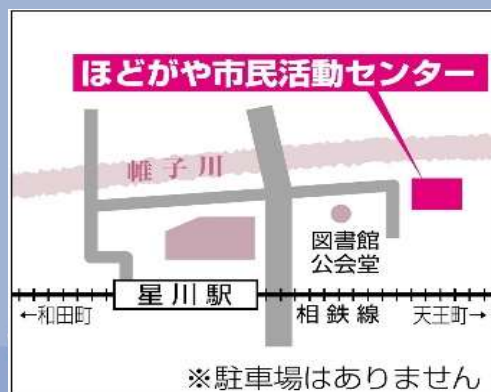 ほどがや市民活動センター
帷子川
図書館
公会堂
星川駅
←和田町
相鉄線
天王町→
※駐車場はありません